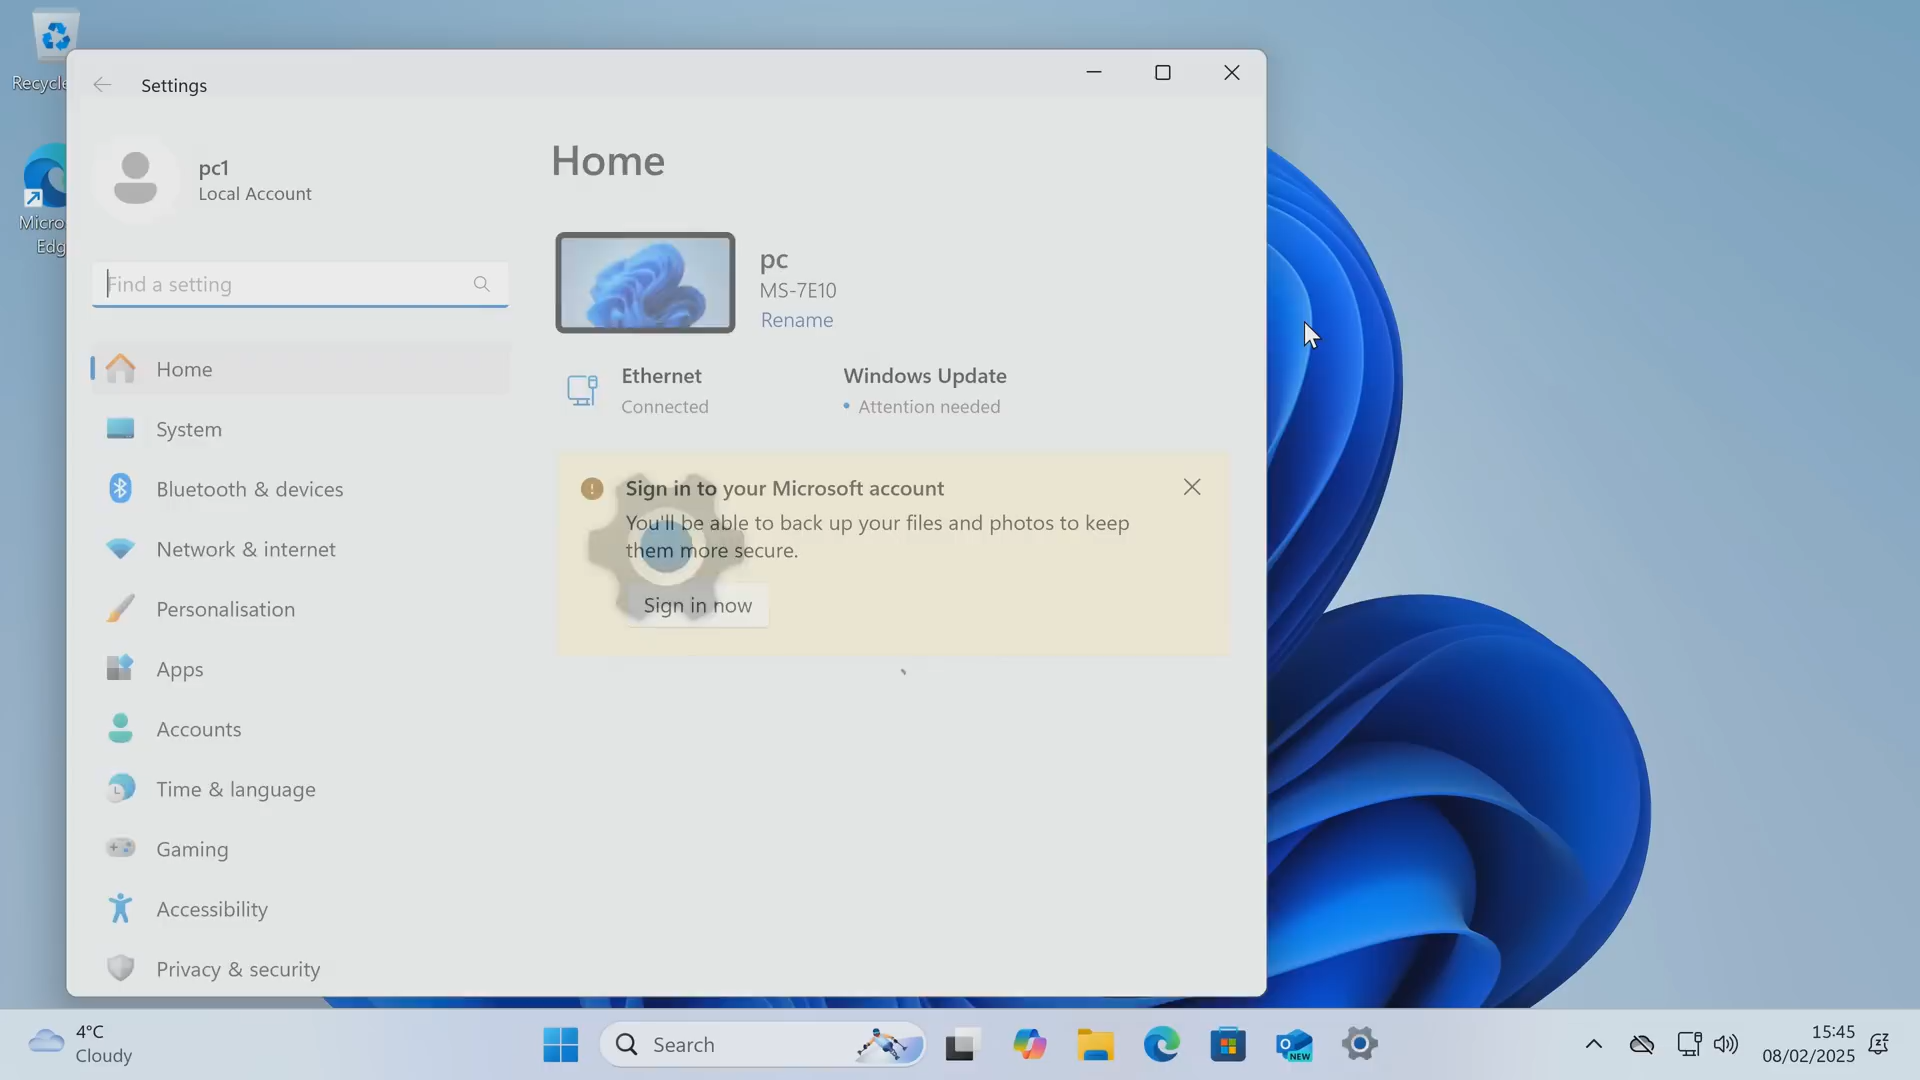 Recycle
Micro
Edg
Settings
pc1
Local Account
Find a setting
Home
System
Bluetooth & devices
Network & internet
Personalisation
Apps
Accounts
Time & language
Gaming
Accessibility
Privacy & security
Home
pc
MS-7E10
Rename
Ethernet
Connected
Windows Update
• Attention needed
Sign in to your Microsoft account
You'll be able to back up your files and photos to keep
them more secure.
Sign in now
4°C
Cloudy
Search
NEW
15:45
08/02/2025